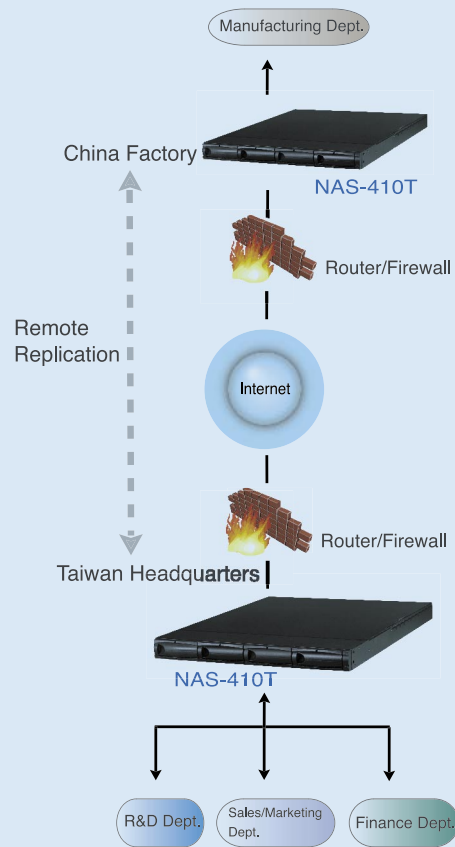 Manufacturing Dept.
China Factory
NAS-410T
Router/Firewall
Remote
Replication
Internet
Router/Firewall
Taiwan Headquarters
NAS-410T
R&D Dept.
Sales/Marketing
Dept.
Finance Dept.